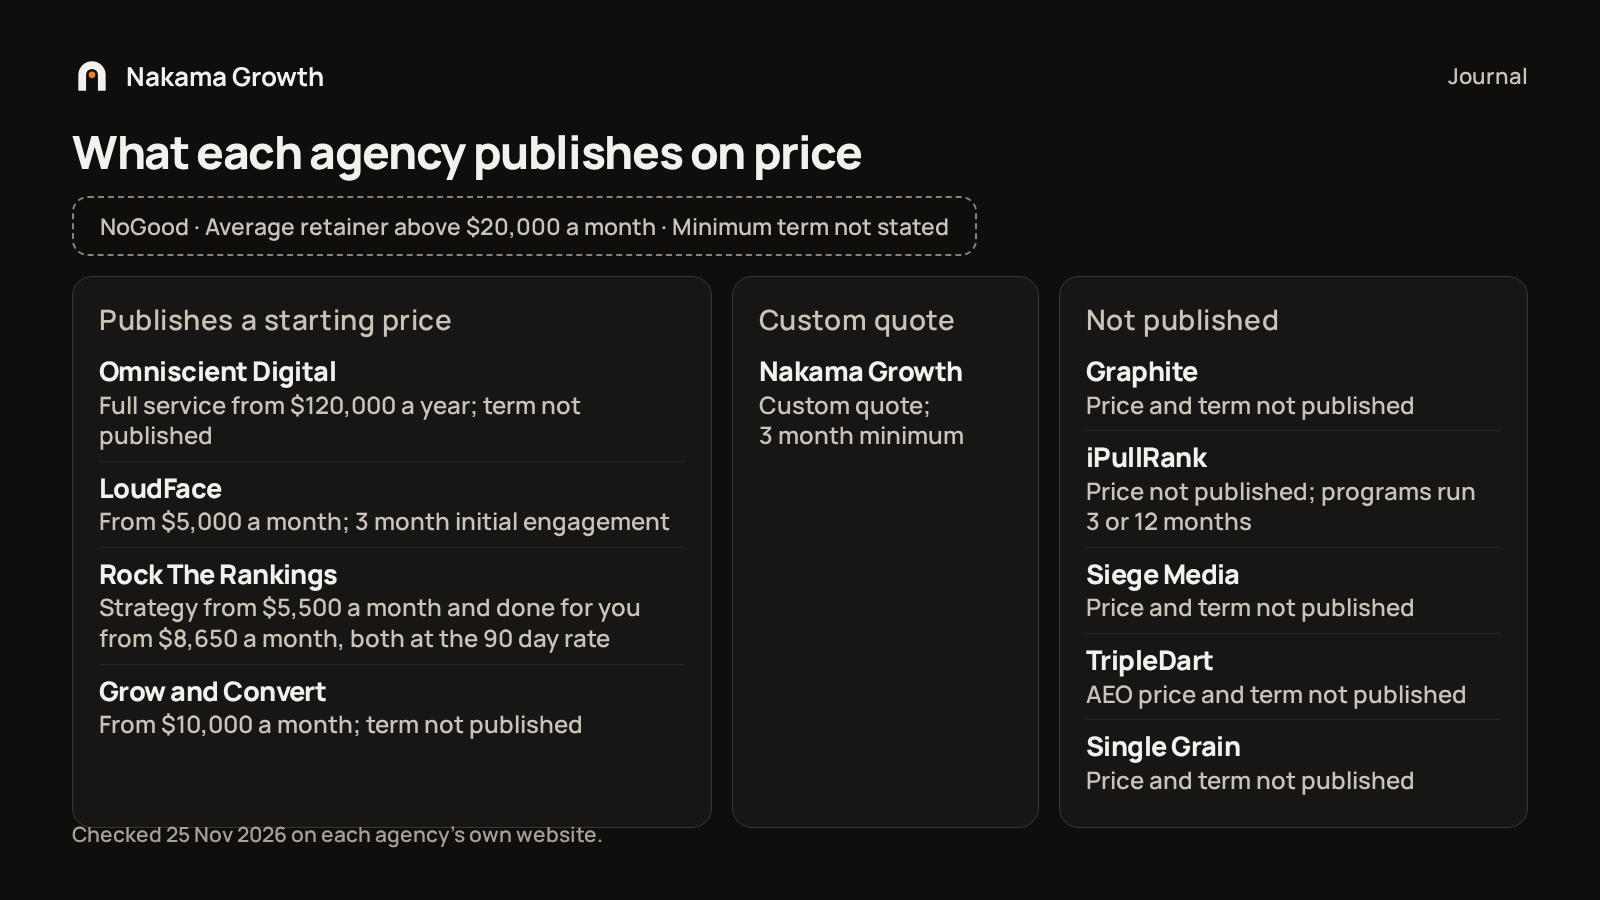 Nakama Growth
Journal
What each agency publishes on price
NoGood · Average retainer above $20,000 a month · Minimum term not stated
Publishes a starting price
Omniscient Digital
Full service from $120,000 a year; term not
published
LoudFace
From $5,000 a month; 3 month initial engagement
Rock The Rankings
Strategy from $5,500 a month and done for you
from $8,650 a month, both at the 90 day rate
Grow and Convert
From $10,000 a month; term not published
Custom quote
Nakama Growth
Custom quote;
3 month minimum
Not published
Graphite
Price and term not published
iPullRank
Price not published; programs run
3 or 12 months
Siege Media
Price and term not published
TripleDart
AEO price and term not published
Single Grain
Price and term not published
Checked 25 Nov 2026 on each agency’s own website.